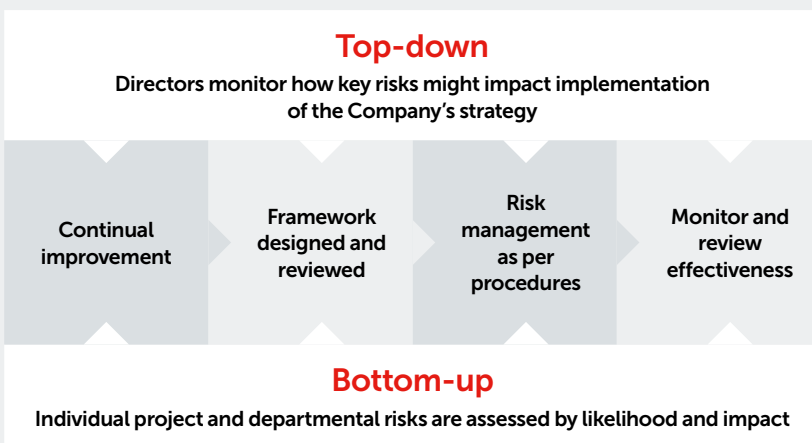 Top-down
Directors monitor how key risks might impact implementation
of the Company’s strategy
Continual
improvement
Framework
designed and
reviewed
Risk
management
as per
procedures
Monitor and
review
effectiveness
Bottom-up
Individual project and departmental risks are assessed by likelihood and impact